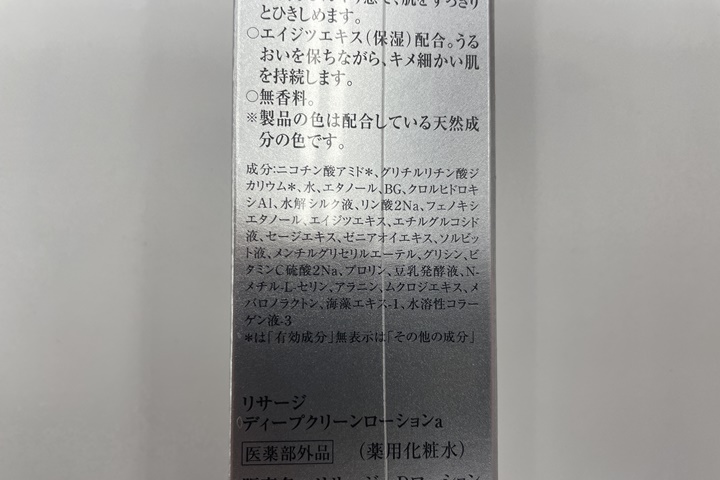 肌をすっきり
とひきしめます。
○エイジツエキス(保湿)配合。うる
おいを保ちながら、キメ細かい肌
を持続します。
○無香料。
※製品の色は配合している天然成
分の色です。
成分:ニコチン酸アミド*、グリチルリチン酸ジ
カリウム*、水、エタノール、BG、クロルヒドロキ
シAl、水解シルク液、リン酸2Na、フェノキシ
エタノール、エイジツエキス、エチルグルコシド
液、セージエキス、ゼニアオイエキス、ソルビッ
ト液、メンチルグリセリルエーテル、グリシン、ビ
タミンC硫酸2Na、プロリン、豆乳発酵液、N-
メチル-L-セリン、アラニン、ムクロジエキス、メ
バロノラクトン、海藻エキス-1、水溶性コラー
ゲン液-3
*は「有効成分」無表示は「その他の成分」
リサージ
ディープクリーンローションa
医薬部外品 (薬用化粧水)